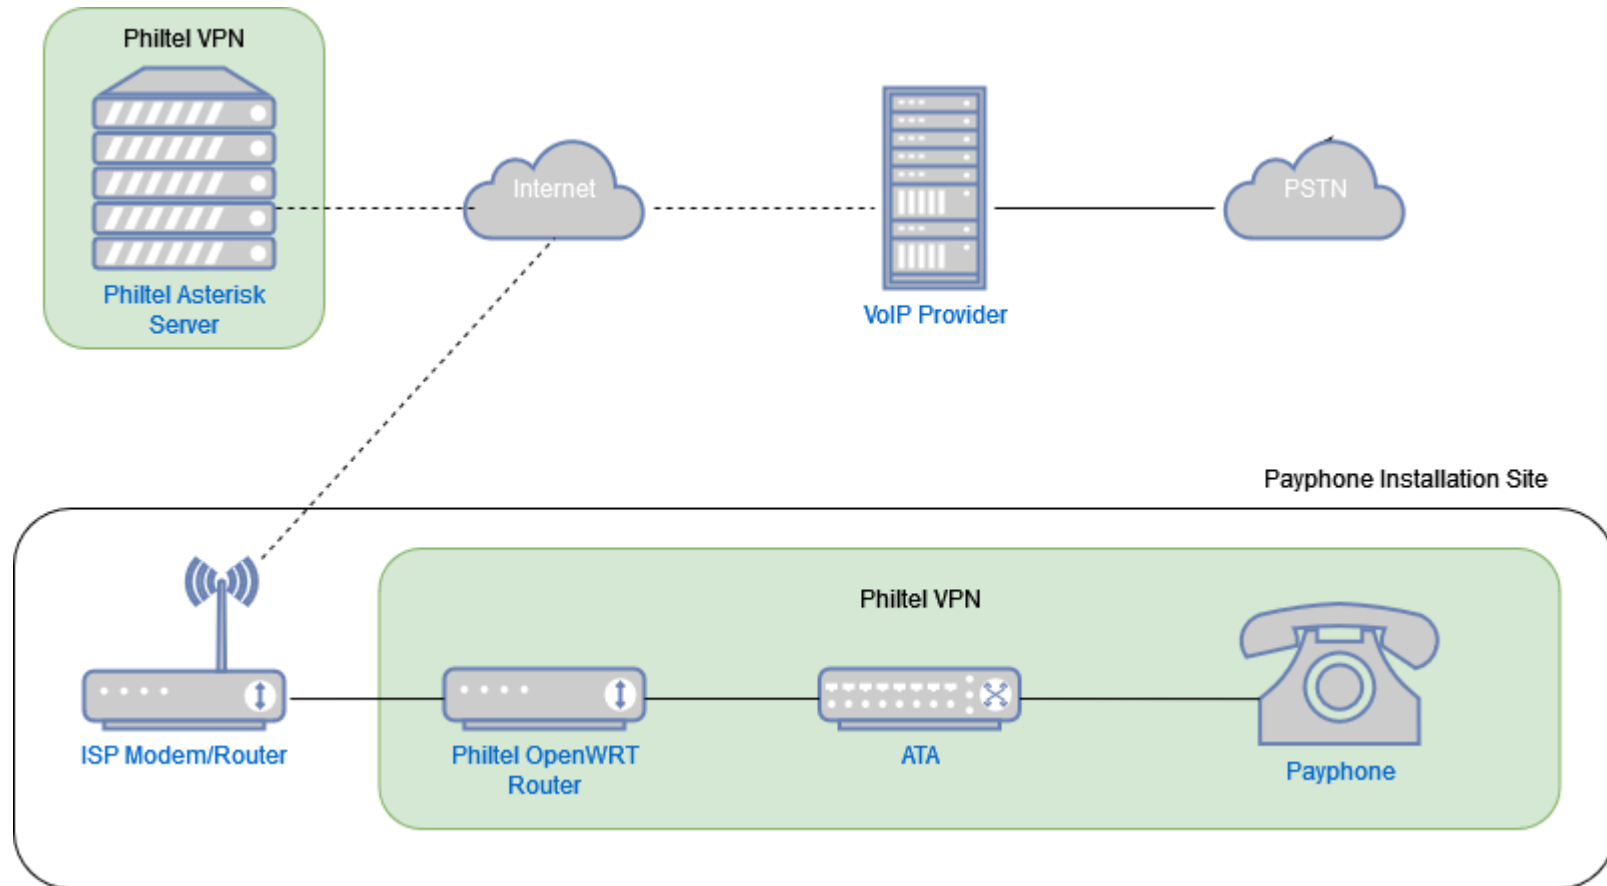 Philtel VPN
Internet
PSTN
Philtel Asterisk
Server
VoIP Provider
Payphone Installation Site
Philtel VPN
ISP Modem/Router
Philtel OpenWRT
Router
ATA
Payphone